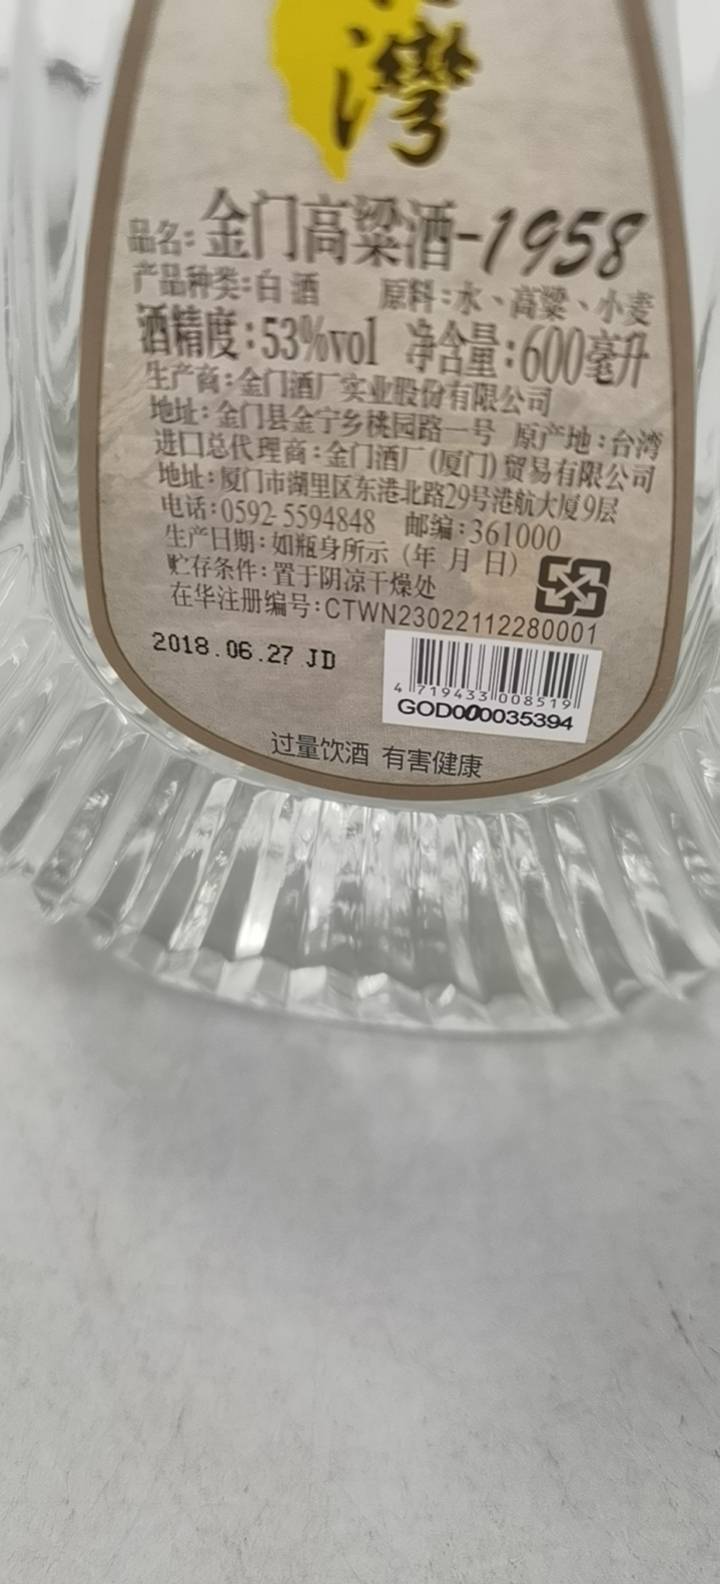 灣
品名:金门高粱酒-1958
产品种类:白酒 原料:水、高粱、小麦
酒精度:53%vol 净含量:600毫升
生产商:金门酒厂实业股份有限公司
地址:金门县金宁乡桃园路一号 原产地:台湾
进口总代理商:金门酒厂(厦门)贸易有限公司
地址:厦门市湖里区东港北路29号港航大厦9层
电话:0592-5594848 邮编:361000
生产日期:如瓶身所示(年 月 日)
贮存条件:置于阴凉干燥处
在华注册编号:CTWN23022112280001
2018.06.27 JD
4 719433 008519
GOD000035394
过量饮酒 有害健康